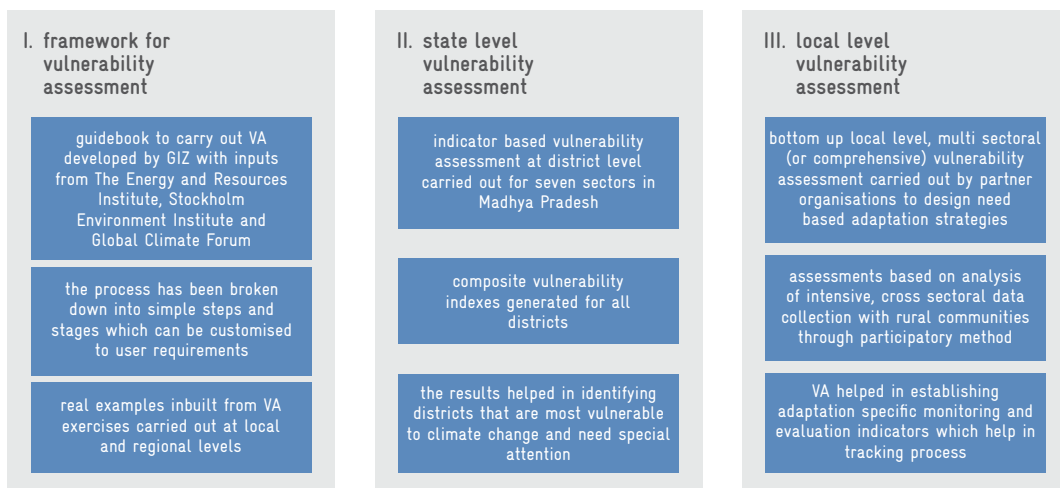 I. framework for
vulnerability
assessment
guidebook to carry out VA
developed by GIZ with inputs
from The Energy and Resources
Institute, Stockholm
Environment Institute and
Global Climate Forum
the process has been broken
down into simple steps and
stages which can be customised
to user requirements
real examples inbuilt from VA
exercises carried out at local
and regional levels
II. state level
vulnerability
assessment
indicator based vulnerability
assessment at district level
carried out for seven sectors in
Madhya Pradesh
composite vulnerability
indexes generated for all
districts
the results helped in identifying
districts that are most vulnerable
to climate change and need special
attention
III. local level
vulnerability
assessment
bottom up local level, multi sectoral
(or comprehensive) vulnerability
assessment carried out by partner
organisations to design need
based adaptation strategies
assessments based on analysis
of intensive, cross sectoral data
collection with rural communities
through participatory method
VA helped in establishing
adaptation specific monitoring and
evaluation indicators which help in
tracking process